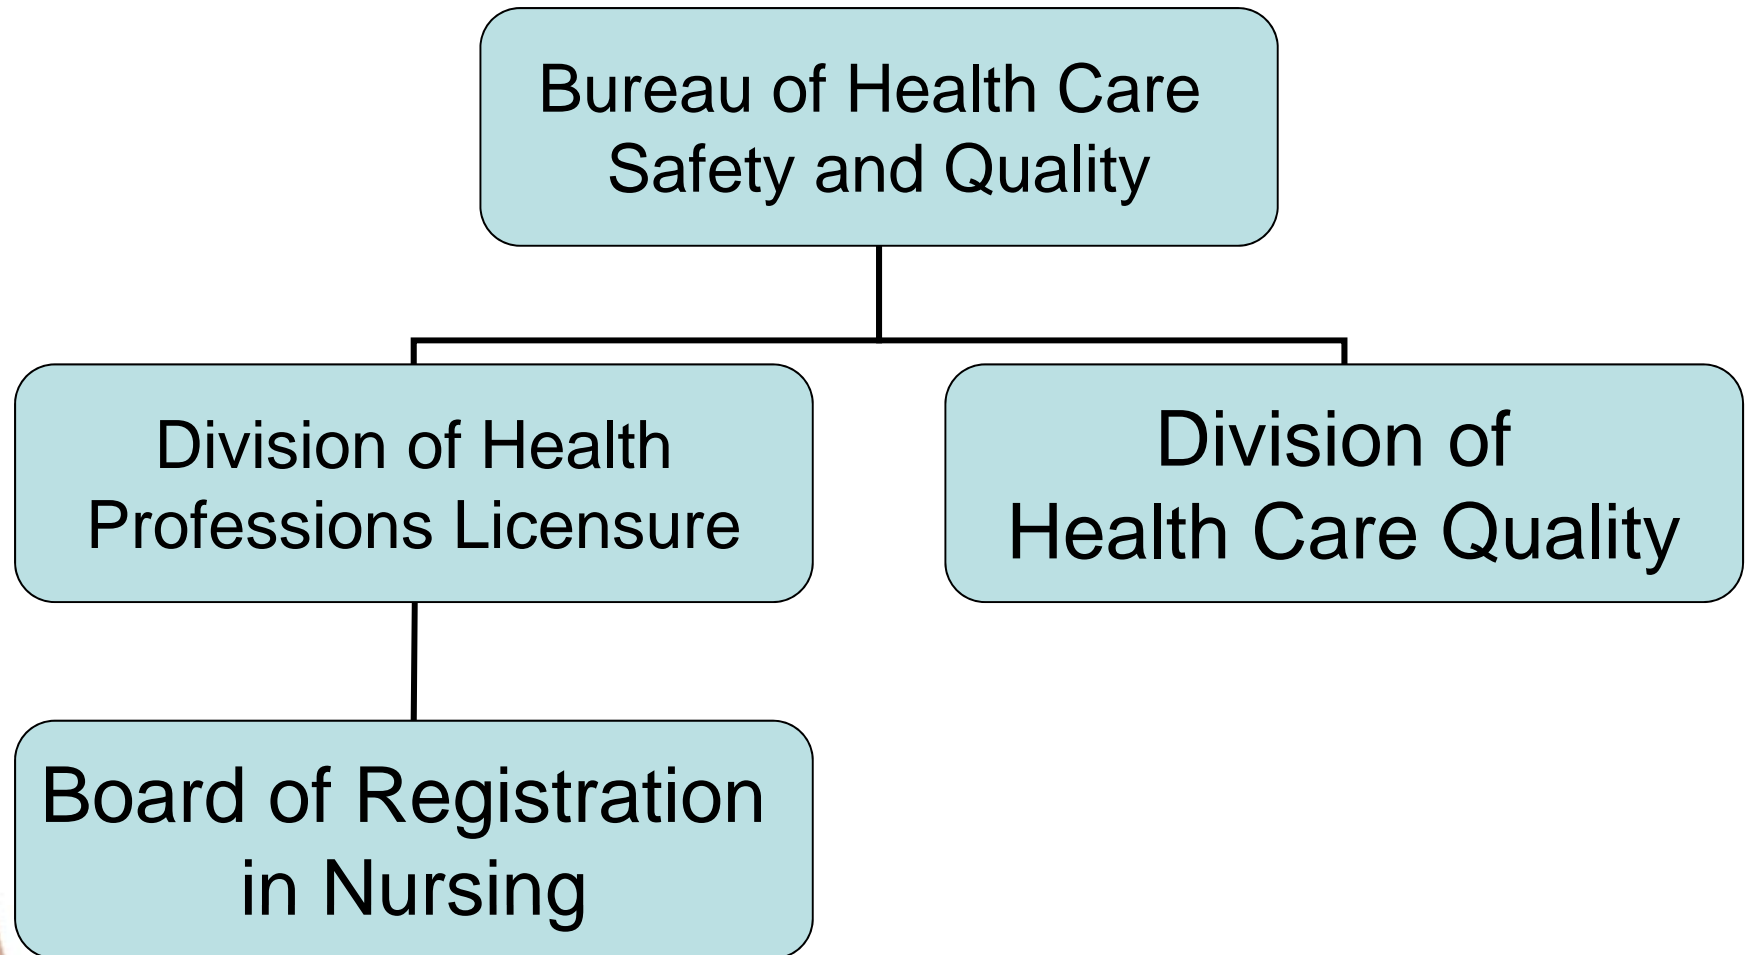 Bureau of Health Care
Safety and Quality
Division of Health
Professions Licensure
Division of
Health Care Quality
Board of Registration
in Nursing